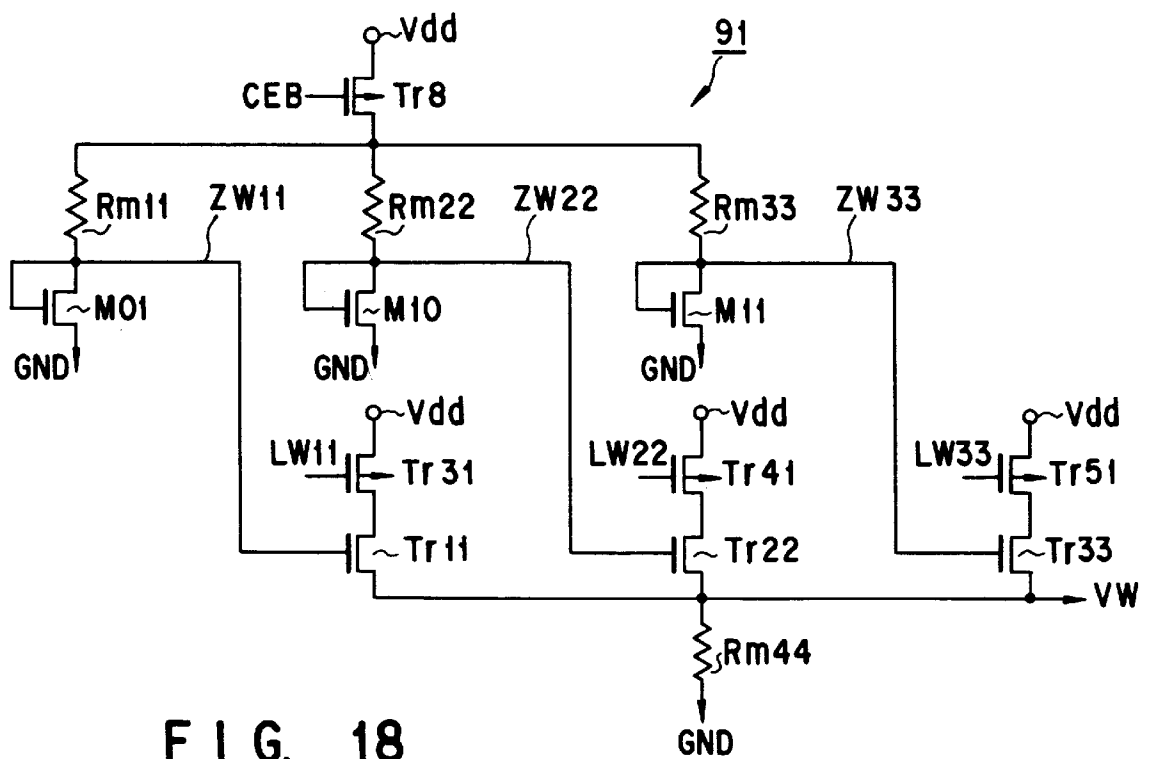 Vdd
91
CEB
Tr8
Rm11
ZW11
Rm22
ZW22
Rm33
ZW33
M01
M10
M11
GND
GND
GND
Vdd
Vdd
Vdd
LW11
Tr31
LW22
Tr41
LW33
Tr51
Tr11
Tr22
Tr33
VW
Rm44
GND
FIG. 18